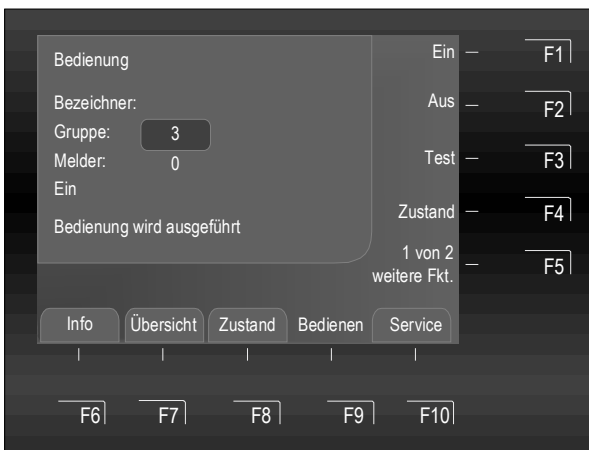 Bedienung
Bezeichner:
Gruppe: 3
Melder: 0
Ein
Bedienung wird ausgeführt
Ein F1
Aus F2
Test F3
Zustand F4
1 von 2
weitere Fkt. F5
Info Übersicht Zustand Bedienen Service
F6 F7 F8 F9 F10